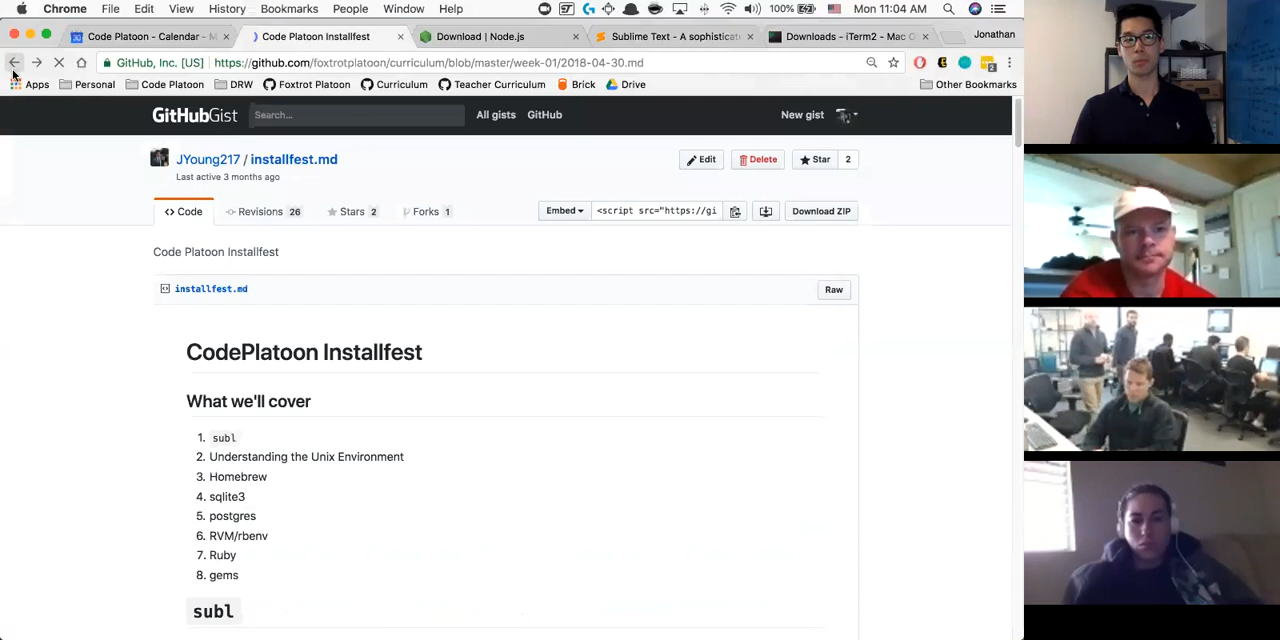 Chrome File Edit View History Bookmarks People Window Help 100% Mon 11:04 AM
Code Platoon - Calendar - M Code Platoon Installfest Download | Node.js Sublime Text - A sophisticat Downloads - iTerm2 - Mac O Jonathan
GitHub, Inc. [US] https://github.com/foxtrotplatoon/curriculum/blob/master/week-01/2018-04-30.md
Apps Personal Code Platoon DRW Foxtrot Platoon Curriculum Teacher Curriculum Brick Drive Other Bookmarks
GitHubGist Search... All gists GitHub New gist
JYoung217 / installfest.md Edit Delete Star 2
Last active 3 months ago
Code Revisions 26 Stars 2 Forks 1 Embed <script src="https://gi Download ZIP
Code Platoon Installfest
installfest.md Raw
CodePlatoon Installfest
What we'll cover
1. subl
2. Understanding the Unix Environment
3. Homebrew
4. sqlite3
5. postgres
6. RVM/rbenv
7. Ruby
8. gems
subl